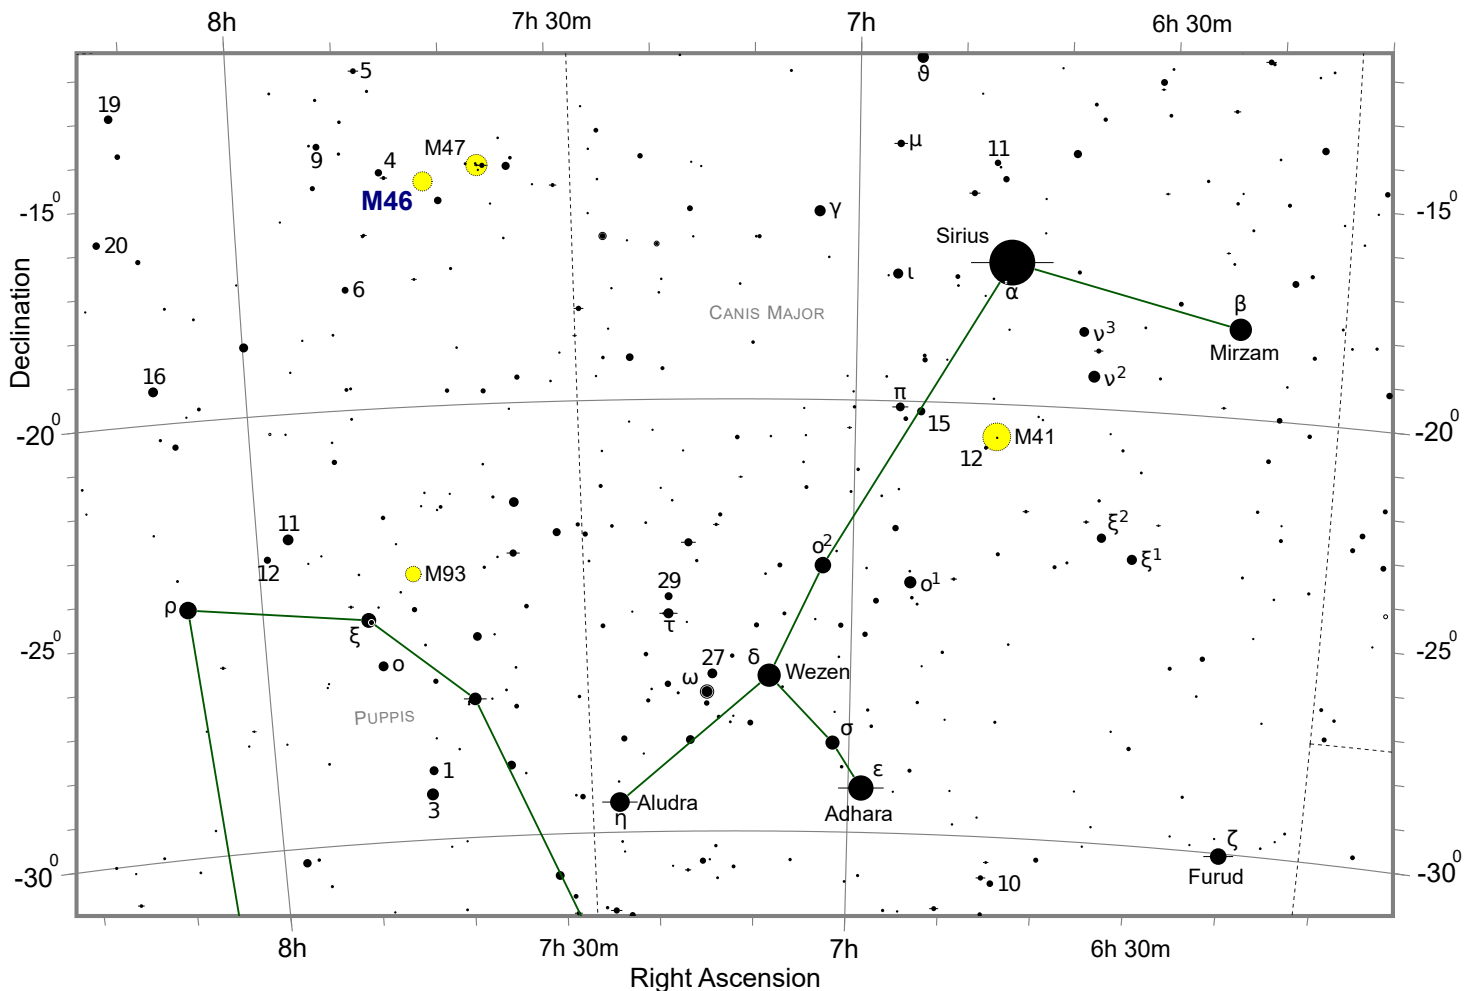 8h 7h 30m 7h 6h 30m
5 ϑ
19
M47 μ 11
9 4
M46
-15⁰ γ -15⁰
Sirius
20 ι
6 α β
CANIS MAJOR
ν³ Mirzam
ν²
16 π
15
-20⁰ M41 -20⁰
12
11 ξ²
ο² ξ¹
12 M93 ο¹
29
ρ τ
ξ
-25⁰ ο 27 δ Wezen -25⁰
ω
PUPPIS
σ
1 ε
3 Aludra
η Adhara
ζ
-30⁰ 10 Furud -30⁰
8h 7h 30m 7h 6h 30m
Right Ascension
Declination